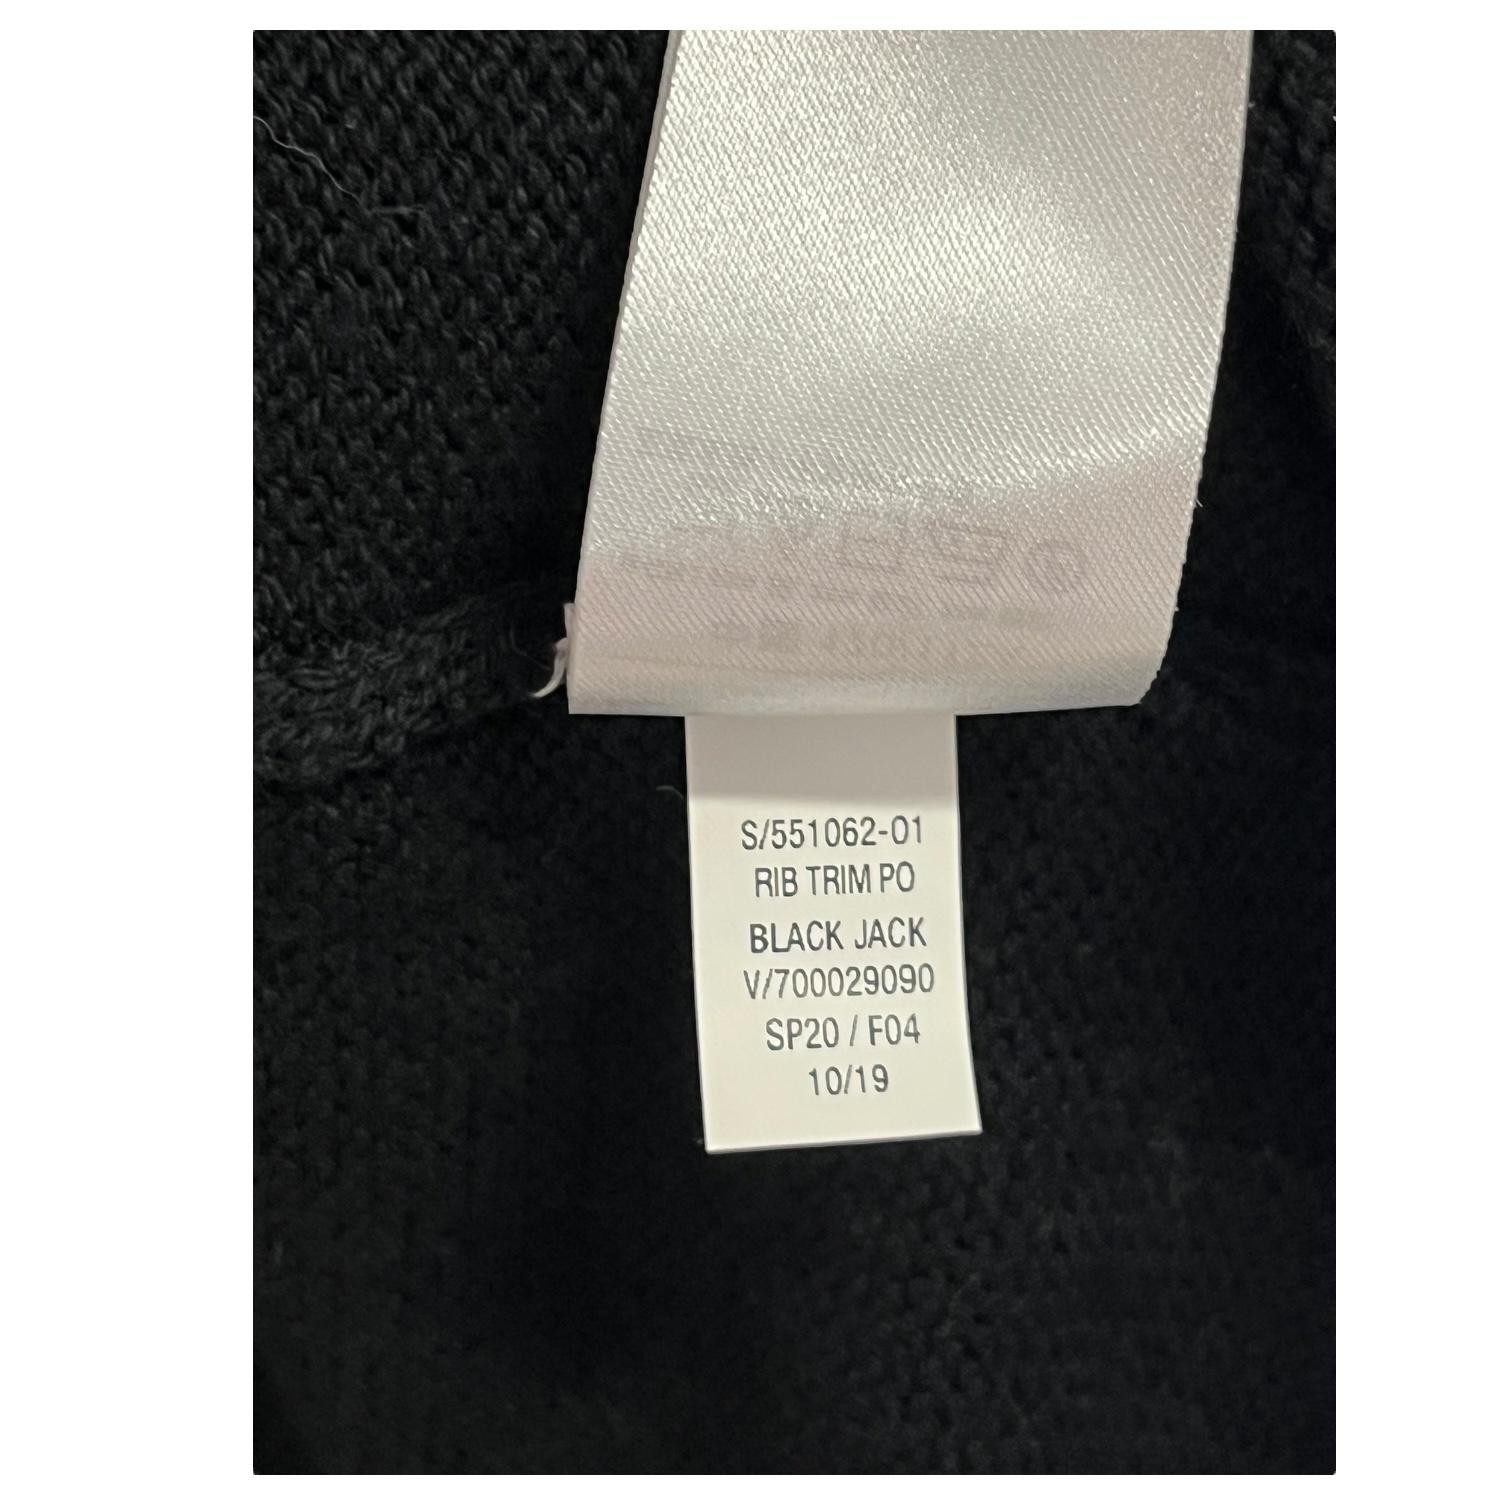 S/551062-01
RIB TRIM PO
BLACK JACK
V/700029090
SP20 / F04
10/19